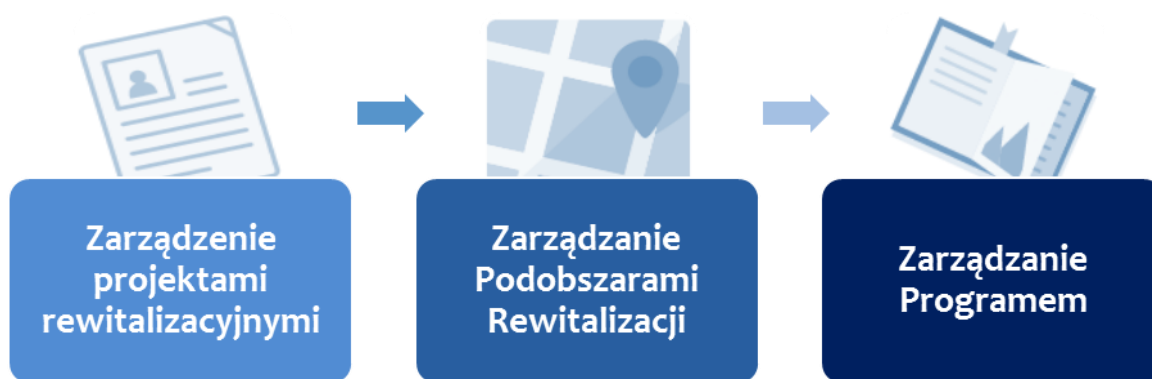 Zarządzenie
projektami
rewitalizacyjnymi
Zarządzanie
Podobszarami
Rewitalizacji
Zarządzanie
Programem